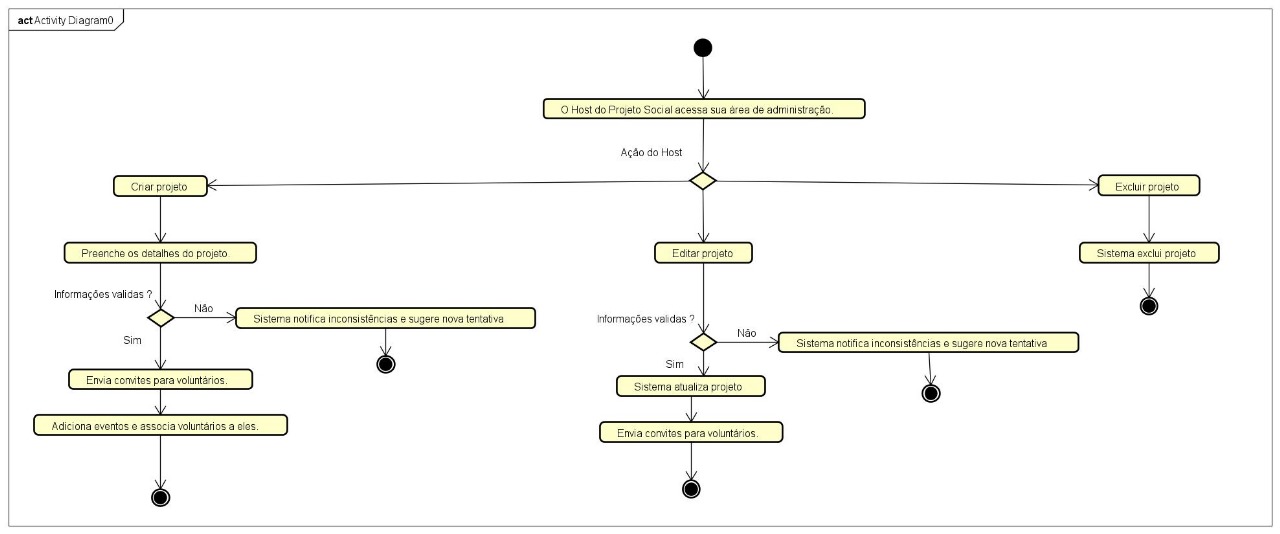 act Activity Diagram0
O Host do Projeto Social acessa sua área de administração.
Ação do Host
Criar projeto
Excluir projeto
Preenche os detalhes do projeto.
Editar projeto
Sistema exclui projeto
Informações validas ?
Não
Sistema notifica inconsistências e sugere nova tentativa
Sim
Informações validas ?
Não
Sistema notifica inconsistências e sugere nova tentativa
Sim
Envia convites para voluntários.
Sistema atualiza projeto
Adiciona eventos e associa voluntários a eles.
Envia convites para voluntários.